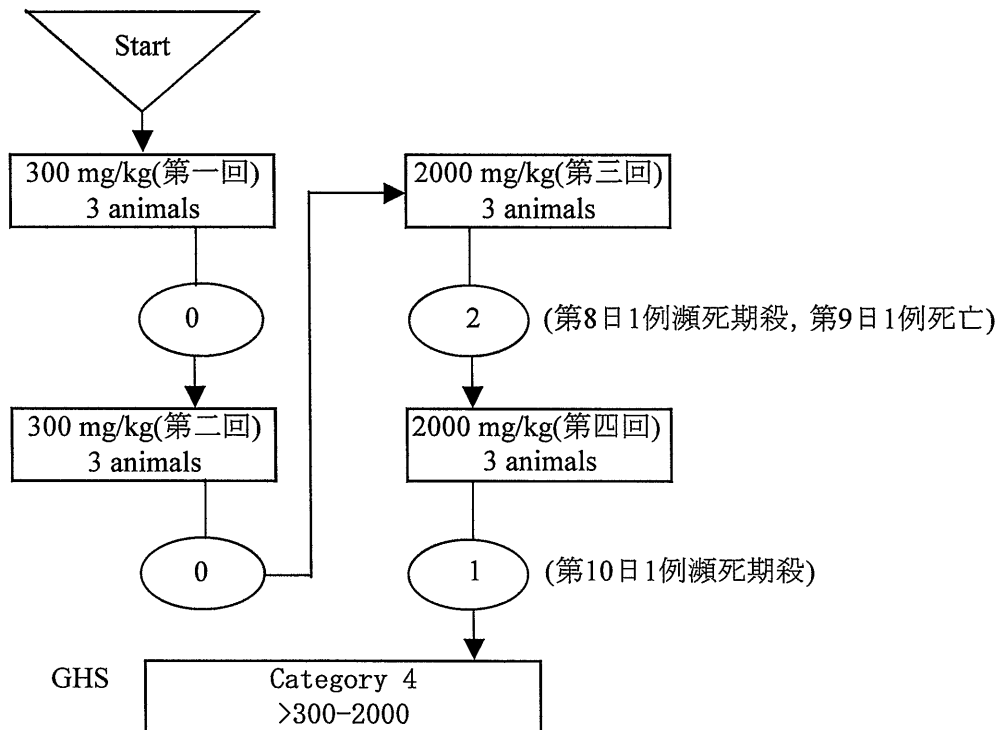 Start
300 mg/kg(第一回)
3 animals
0
300 mg/kg(第二回)
3 animals
0
2000 mg/kg(第三回)
3 animals
2
(第8日1例瀕死期殺, 第9日1例死亡)
2000 mg/kg(第四回)
3 animals
1
(第10日1例瀕死期殺)
GHS
Category 4
>300-2000